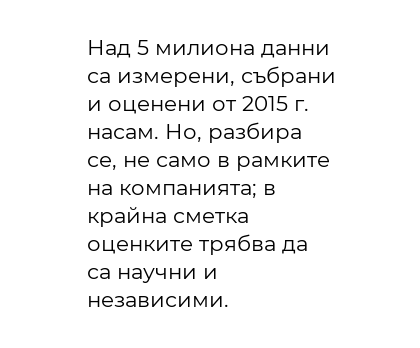 Над 5 милиона данни
са измерени, събрани
и оценени от 2015 г.
насам. Но, разбира
се, не само в рамките
на компанията; в
крайна сметка
оценките трябва да
са научни и
независими.